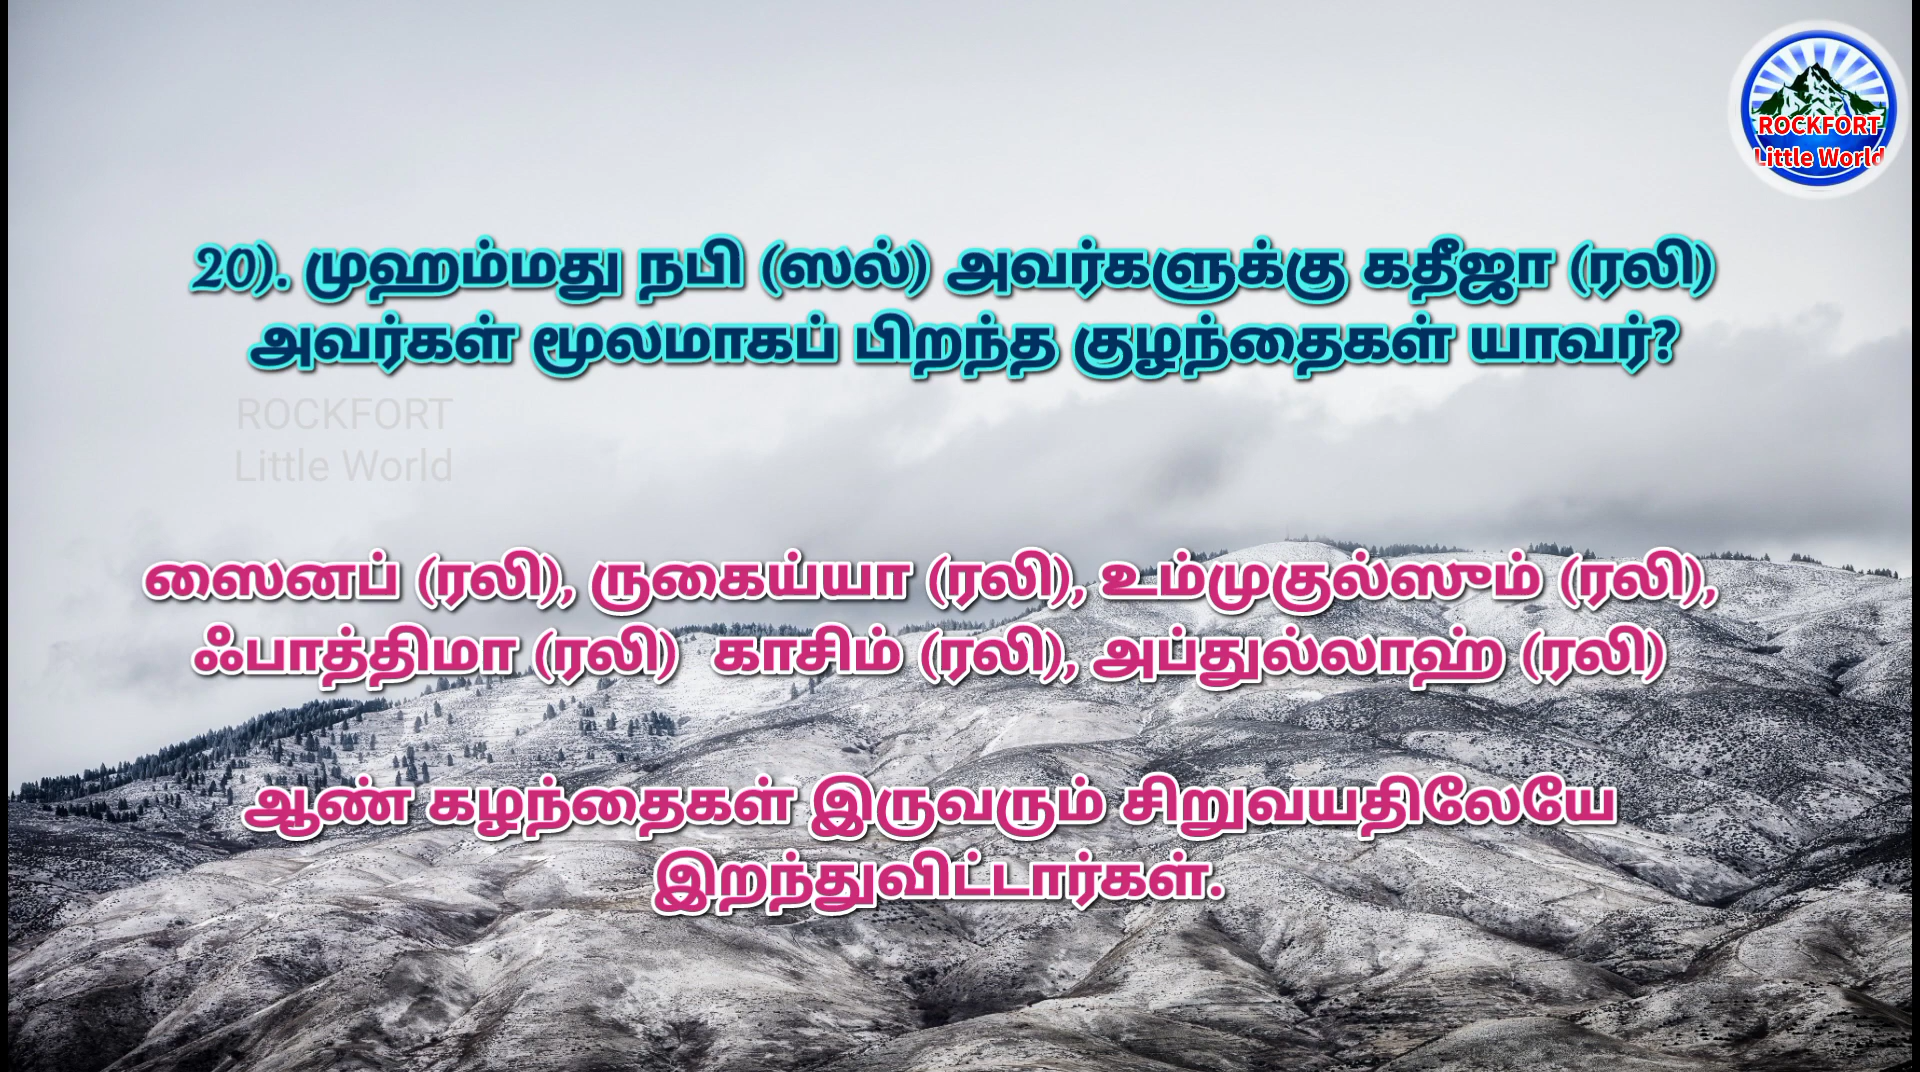 ROCKFORT
Little World
20). முஹம்மது நபி (ஸல்) அவர்களுக்கு கதீஜா (ரலி)
அவர்கள் மூலமாகப் பிறந்த குழந்தைகள் யாவர்?
ROCKFORT
Little World
ஸைனப் (ரலி), ருகைய்யா (ரலி), உம்முகுல்ஸும் (ரலி),
ஃபாத்திமா (ரலி) காசிம் (ரலி), அப்துல்லாஹ் (ரலி)
ஆண் கழந்தைகள் இருவரும் சிறுவயதிலேயே
இறந்துவிட்டார்கள்.